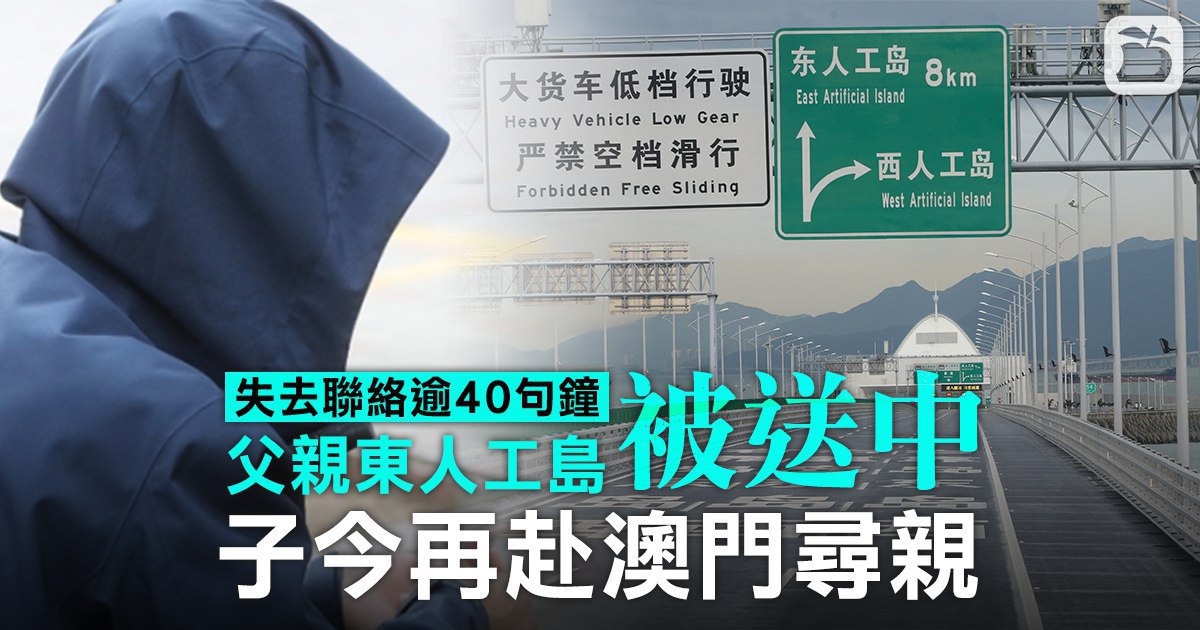 大货车低档行驶
Heavy Vehicle Low Gear
严禁空档滑行
Forbidden Free Sliding
东人工岛 8km
East Artificial Island
西人工岛
West Artificial Island
失去聯絡逾40句鐘
父親東人工島被送中
子今再赴澳門尋親